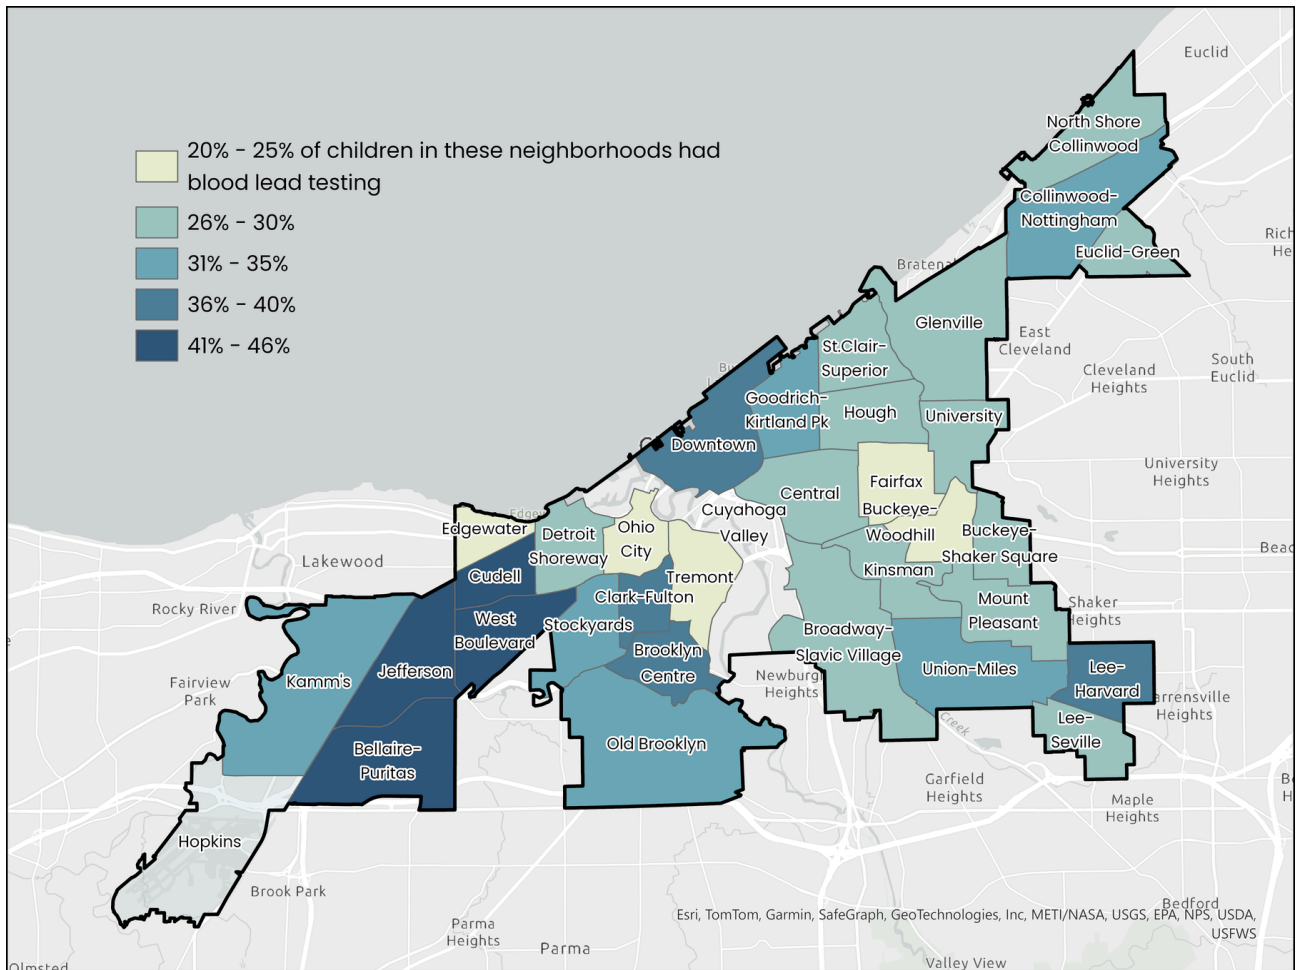 Euclid
North Shore
Collinwood
20% - 25% of children in these neighborhoods had
blood lead testing
26% - 30%
31% - 35%
36% - 40%
41% - 46%
Collinwood-
Nottingham
Euclid-Green
Glenville
East
Cleveland
South
Euclid
Cleveland
Heights
St.Clair-
Superior
Goodrich-
Kirtland Pk
Hough
University
Downtown
University
Heights
Fairfax
Central
Buckeye-
Woodhill
Cuyahoga
Valley
Buckeye-
Shaker Square
Edgewater
Detroit
Shoreway
Ohio
City
Lakewood
Cudell
Tremont
Kinsman
Clark-Fulton
Rocky River
Mount
Pleasant
Shaker
Heights
West
Boulevard
Stockyards
Broadway-
Slavic Village
Brooklyn
Centre
Jefferson
Kamm's
Union-Miles
Lee-
Harvard
Fairview
Park
Newburgh
Heights
Lee-
Seville
Creek
Old Brooklyn
Bellaire-
Puritas
Garfield
Heights
Maple
Heights
Hopkins
Brook Park
Bedford
Parma
Heights
Parma
Valley View
Esri, TomTom, Garmin, SafeGraph, GeoTechnologies, Inc, METI/NASA, USGS, EPA, NPS, USDA,
USFWS